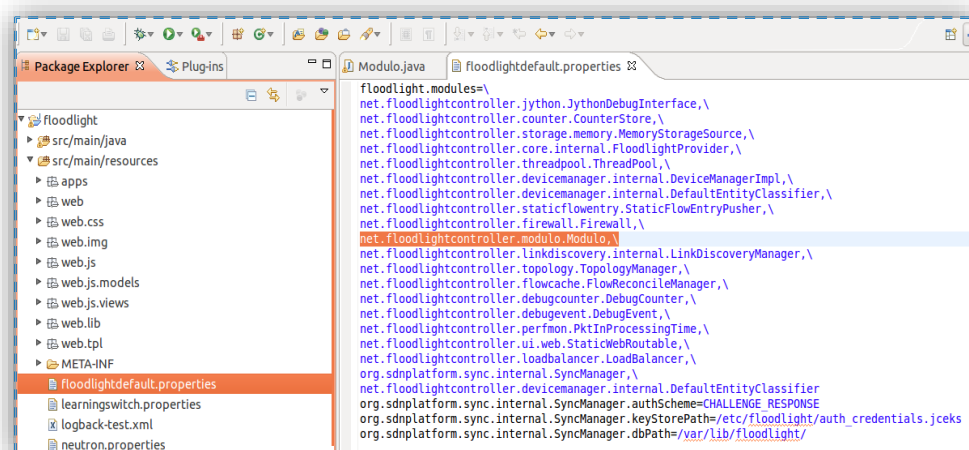 Package Explorer
Plug-ins
floodlight
src/main/java
src/main/resources
apps
web
web.css
web.img
web.js
web.js.models
web.js.views
web.lib
web.tpl
META-INF
floodlightdefault.properties
learningswitch.properties
logback-test.xml
neutron.properties
Modulo.java
floodlightdefault.properties
floodlight.modules=\
net.floodlightcontroller.jython.JythonDebugInterface,\
net.floodlightcontroller.counter.CounterStore,\
net.floodlightcontroller.storage.memory.MemoryStorageSource,\
net.floodlightcontroller.core.internal.FloodlightProvider,\
net.floodlightcontroller.threadpool.ThreadPool,\
net.floodlightcontroller.devicemanager.internal.DeviceManagerImpl,\
net.floodlightcontroller.devicemanager.internal.DefaultEntityClassifier,\
net.floodlightcontroller.staticflowentry.StaticFlowEntryPusher,\
net.floodlightcontroller.firewall.Firewall,\
net.floodlightcontroller.modulo.Modulo,\
net.floodlightcontroller.linkdiscovery.internal.LinkDiscoveryManager,\
net.floodlightcontroller.topology.TopologyManager,\
net.floodlightcontroller.flowcache.FlowReconcileManager,\
net.floodlightcontroller.debugcounter.DebugCounter,\
net.floodlightcontroller.debugevent.DebugEvent,\
net.floodlightcontroller.perfmon.PktInProcessingTime,\
net.floodlightcontroller.ui.web.StaticWebRoutable,\
net.floodlightcontroller.loadbalancer.LoadBalancer,\
org.sdnplatform.sync.internal.SyncManager,\
net.floodlightcontroller.devicemanager.internal.DefaultEntityClassifier
org.sdnplatform.sync.internal.SyncManager.authScheme=CHALLENGE_RESPONSE
org.sdnplatform.sync.internal.SyncManager.keyStorePath=/etc/floodlight/auth_credentials.jceks
org.sdnplatform.sync.internal.SyncManager.dbPath=/var/lib/floodlight/